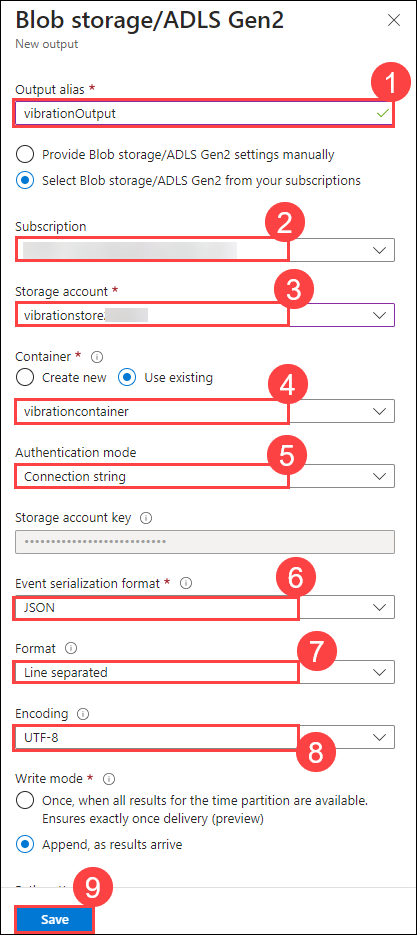 Blob storage/ADLS Gen2
New output
1
Output alias *
vibrationOutput
Provide Blob storage/ADLS Gen2 settings manually
Select Blob storage/ADLS Gen2 from your subscriptions
2
Subscription
3
Storage account *
vibrationstore
Container *
Create new
Use existing
4
vibrationcontainer
Authentication mode
5
Connection string
Storage account key
••••••••••••••••••••••••••
6
Event serialization format *
JSON
7
Format
Line separated
Encoding
UTF-8
8
Write mode *
Once, when all results for the time partition are available.
Ensures exactly once delivery (preview)
Append, as results arrive
9
Save